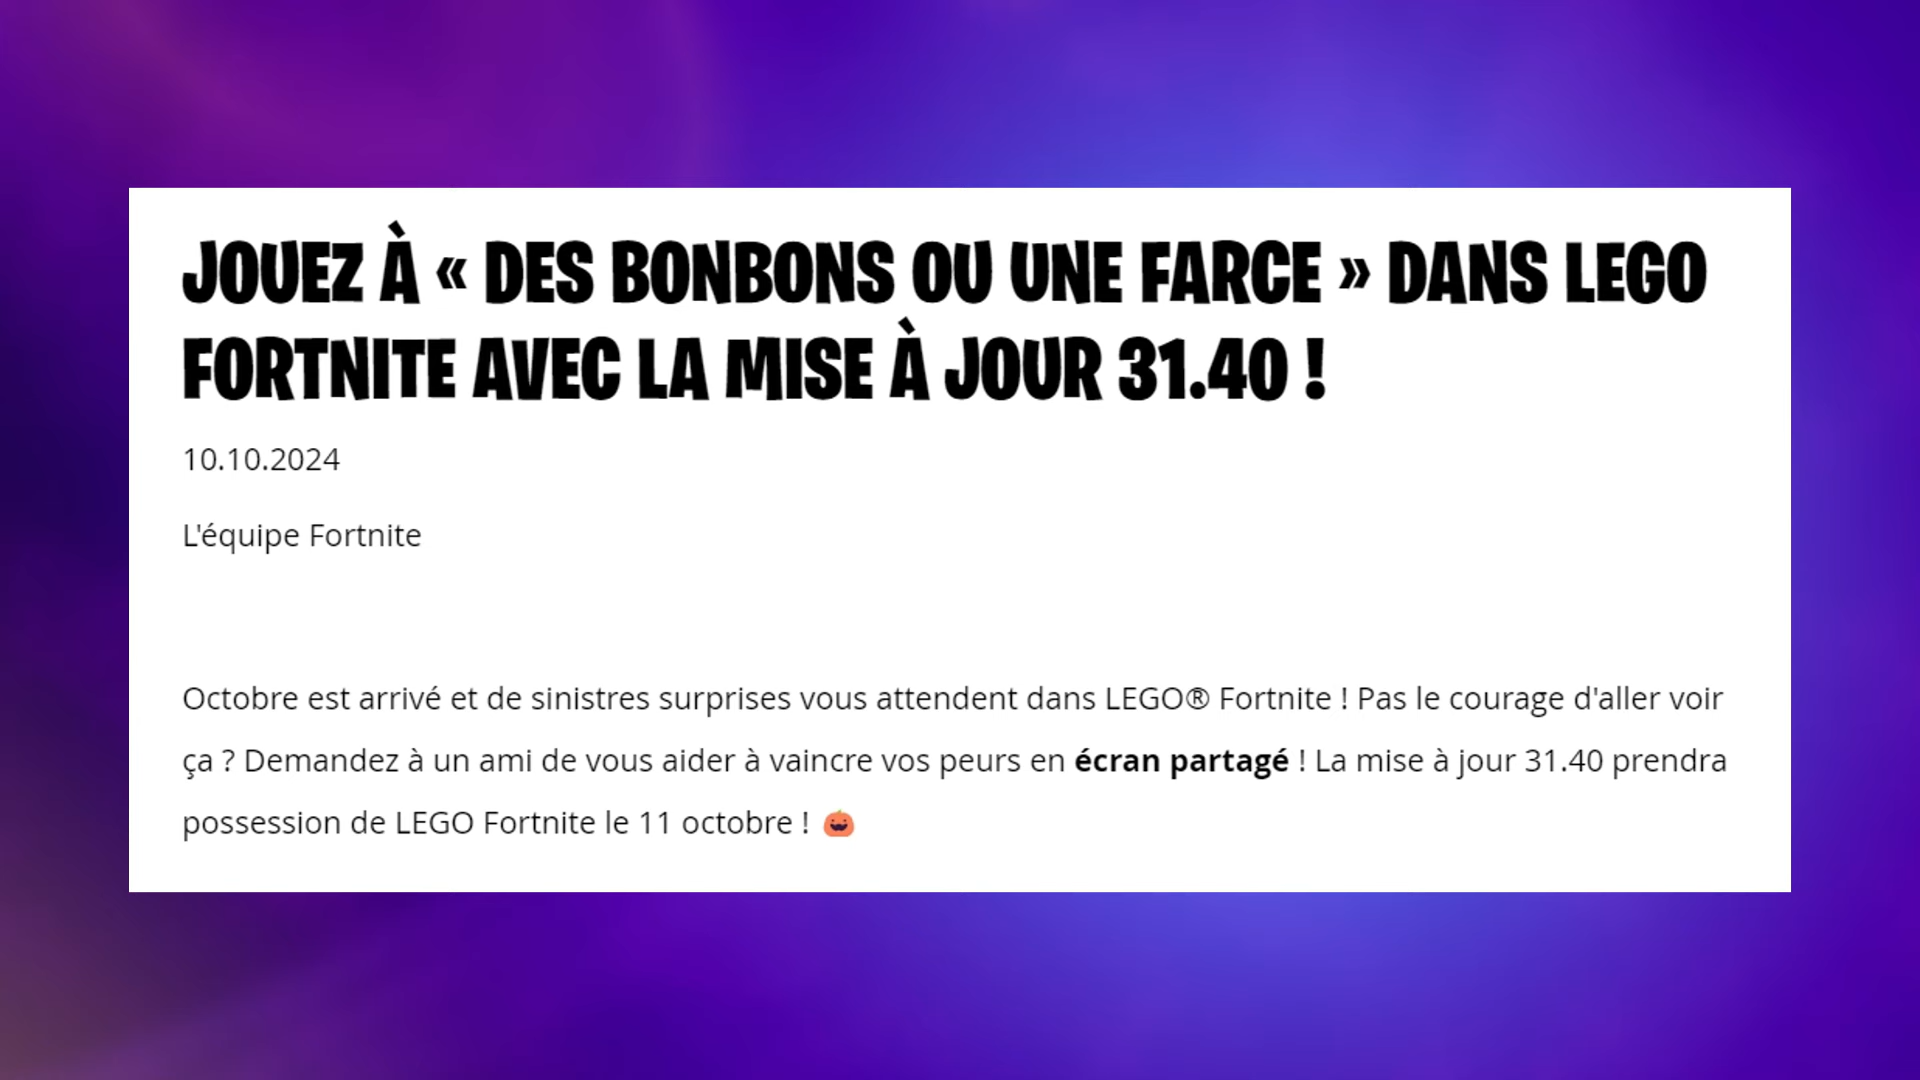 JOUEZ À « DES BONBONS OU UNE FARCE » DANS LEGO
FORTNITE AVEC LA MISE À JOUR 31.40 !
10.10.2024
L'équipe Fortnite
Octobre est arrivé et de sinistres surprises vous attendent dans LEGO® Fortnite ! Pas le courage d'aller voir
ça ? Demandez à un ami de vous aider à vaincre vos peurs en écran partagé ! La mise à jour 31.40 prendra
possession de LEGO Fortnite le 11 octobre ! 🎃